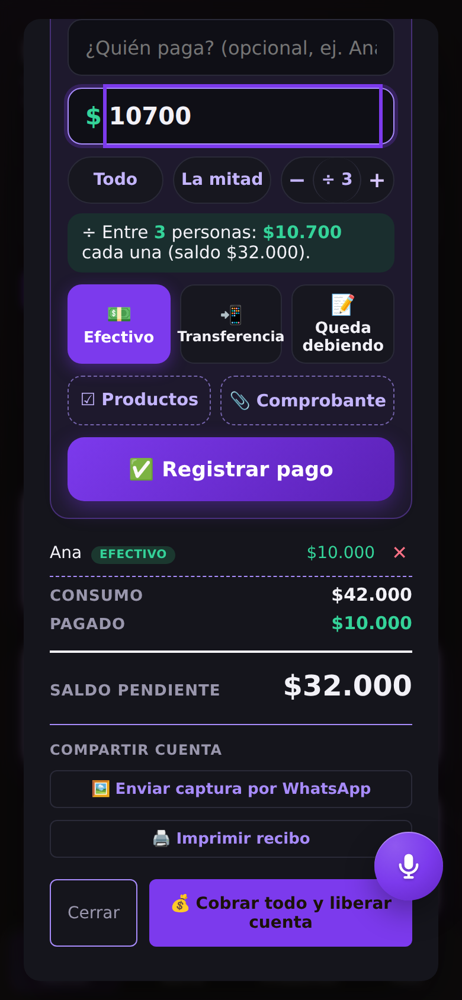 ¿Quién paga? (opcional, ej. Ana
$ 10700
Todo
La mitad
− ÷ 3 +
÷ Entre 3 personas: $10.700
cada una (saldo $32.000).
Efectivo
Transferencia
Queda
debiendo
Productos
Comprobante
Registrar pago
Ana EFECTIVO $10.000 ✕
CONSUMO $42.000
PAGADO $10.000
SALDO PENDIENTE $32.000
COMPARTIR CUENTA
Enviar captura por WhatsApp
Imprimir recibo
Cerrar
Cobrar todo y liberar
cuenta